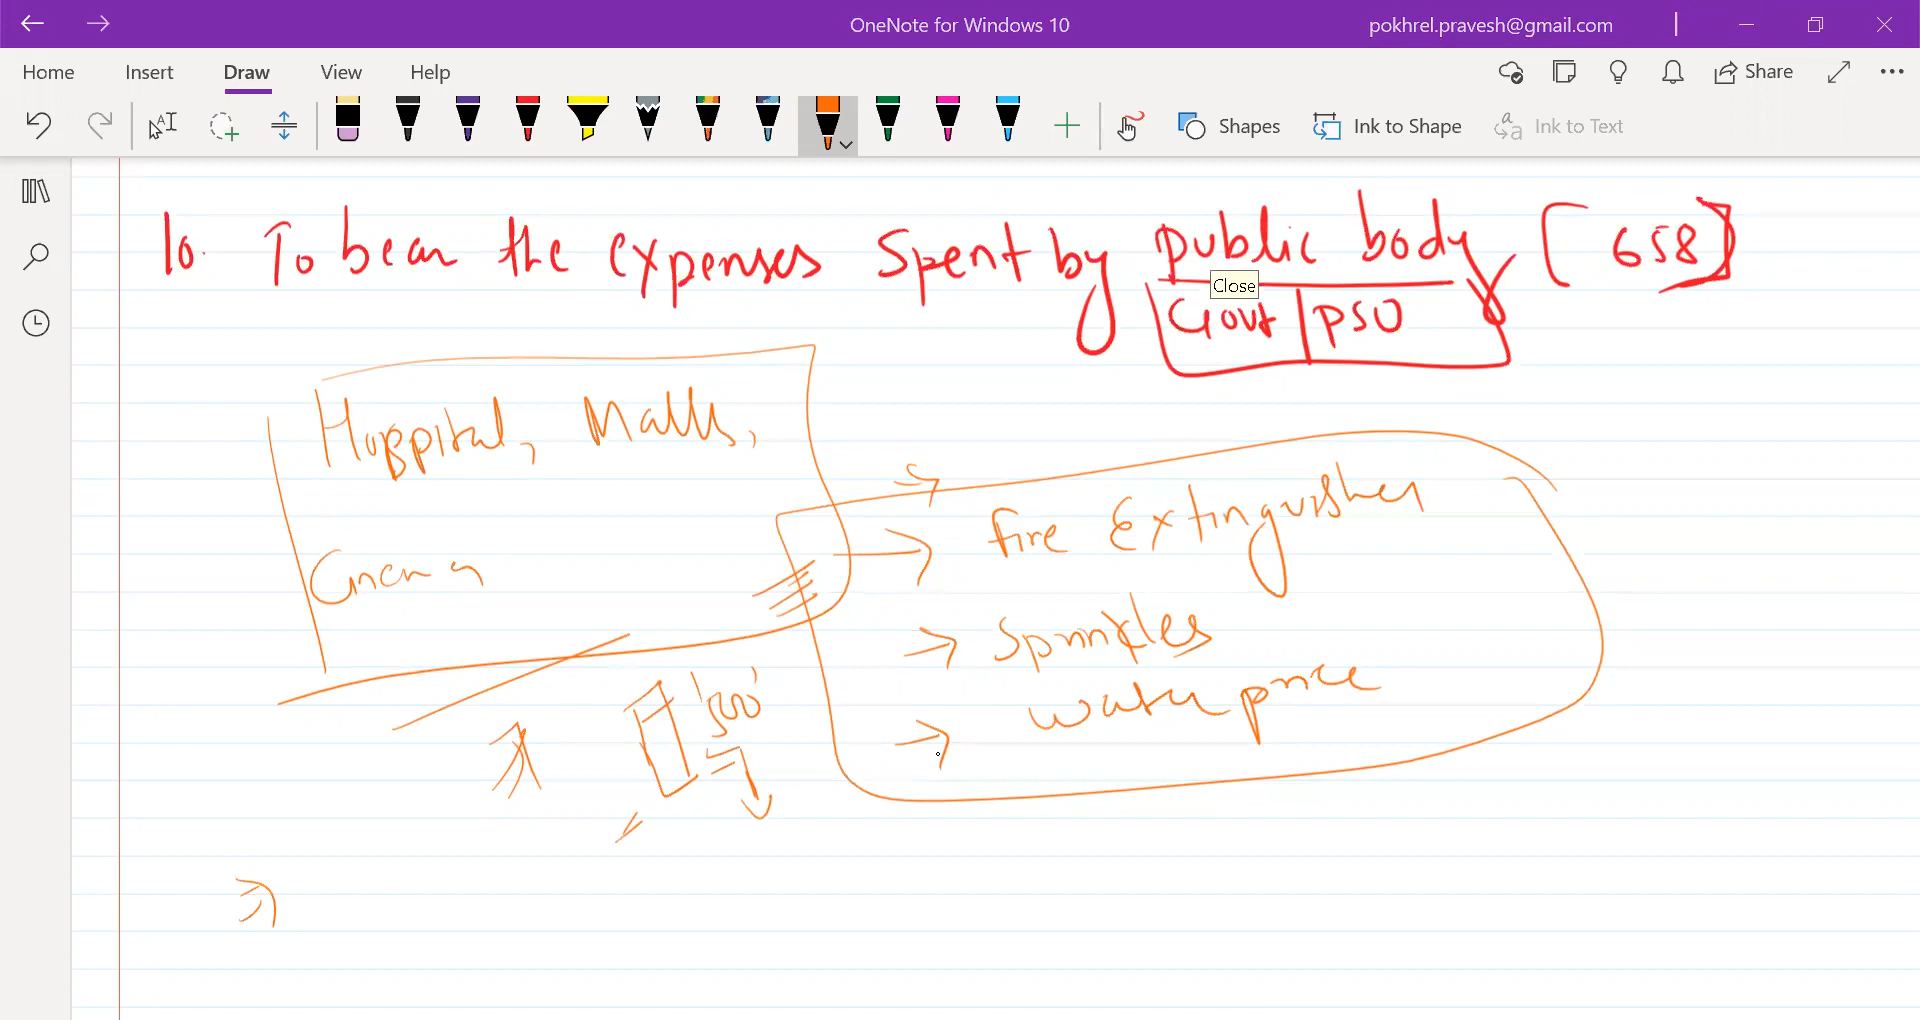 OneNote for Windows 10
pokhrel.pravesh@gmail.com
Home Insert Draw View Help
Share
Shapes Ink to Shape Ink to Text
10. To bear the expenses spent by public body [658]
Close
Govt | PSU
Hospital, Malls,
fire Extinguisher
Cinema
Sprinkles
water price
'500'